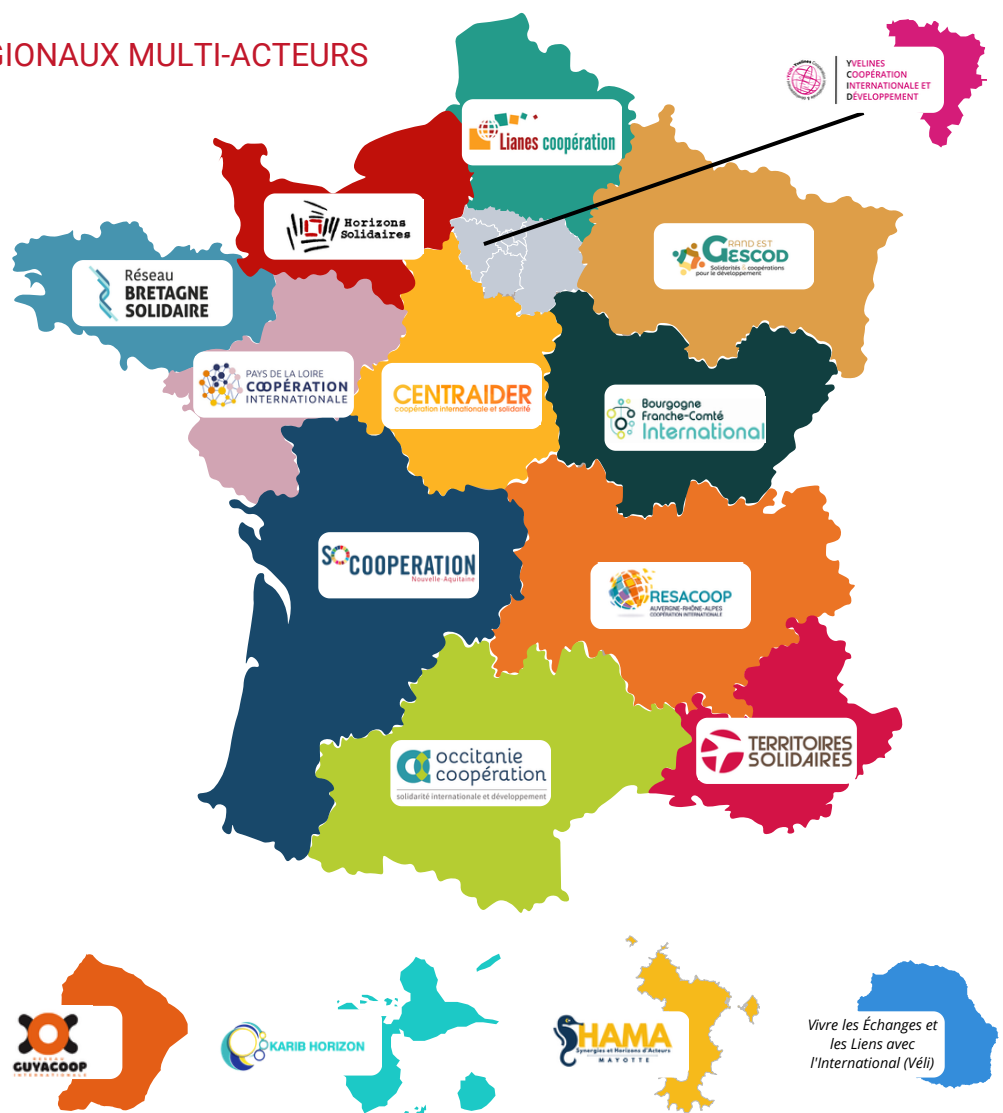 GIONAUX MULTI-ACTEURS
YVELINES
COOPÉRATION
INTERNATIONALE ET
DÉVELOPPEMENT
Lianes coopération
Horizons
Solidaires
GRAND EST
GESCOD
Solidarités & coopérations
pour le développement
Réseau
BRETAGNE
SOLIDAIRE
PAYS DE LA LOIRE
COOPÉRATION
INTERNATIONALE
CENTRAIDER
coopération internationale et solidarité
Bourgogne
Franche-Comté
International
SO COOPERATION
Nouvelle-Aquitaine
RESACOOP
AUVERGNE-RHÔNE-ALPES
COOPÉRATION INTERNATIONALE
TERRITOIRES
SOLIDAIRES
occitanie
coopération
solidarité internationale et développement
RÉSEAU
GUYACOOP
INTERNATIONALE
KARIB HORIZON
SHAMA
Synergies et Horizons d'Acteurs
MAYOTTE
Vivre les Échanges et
les Liens avec
l'International (Véli)